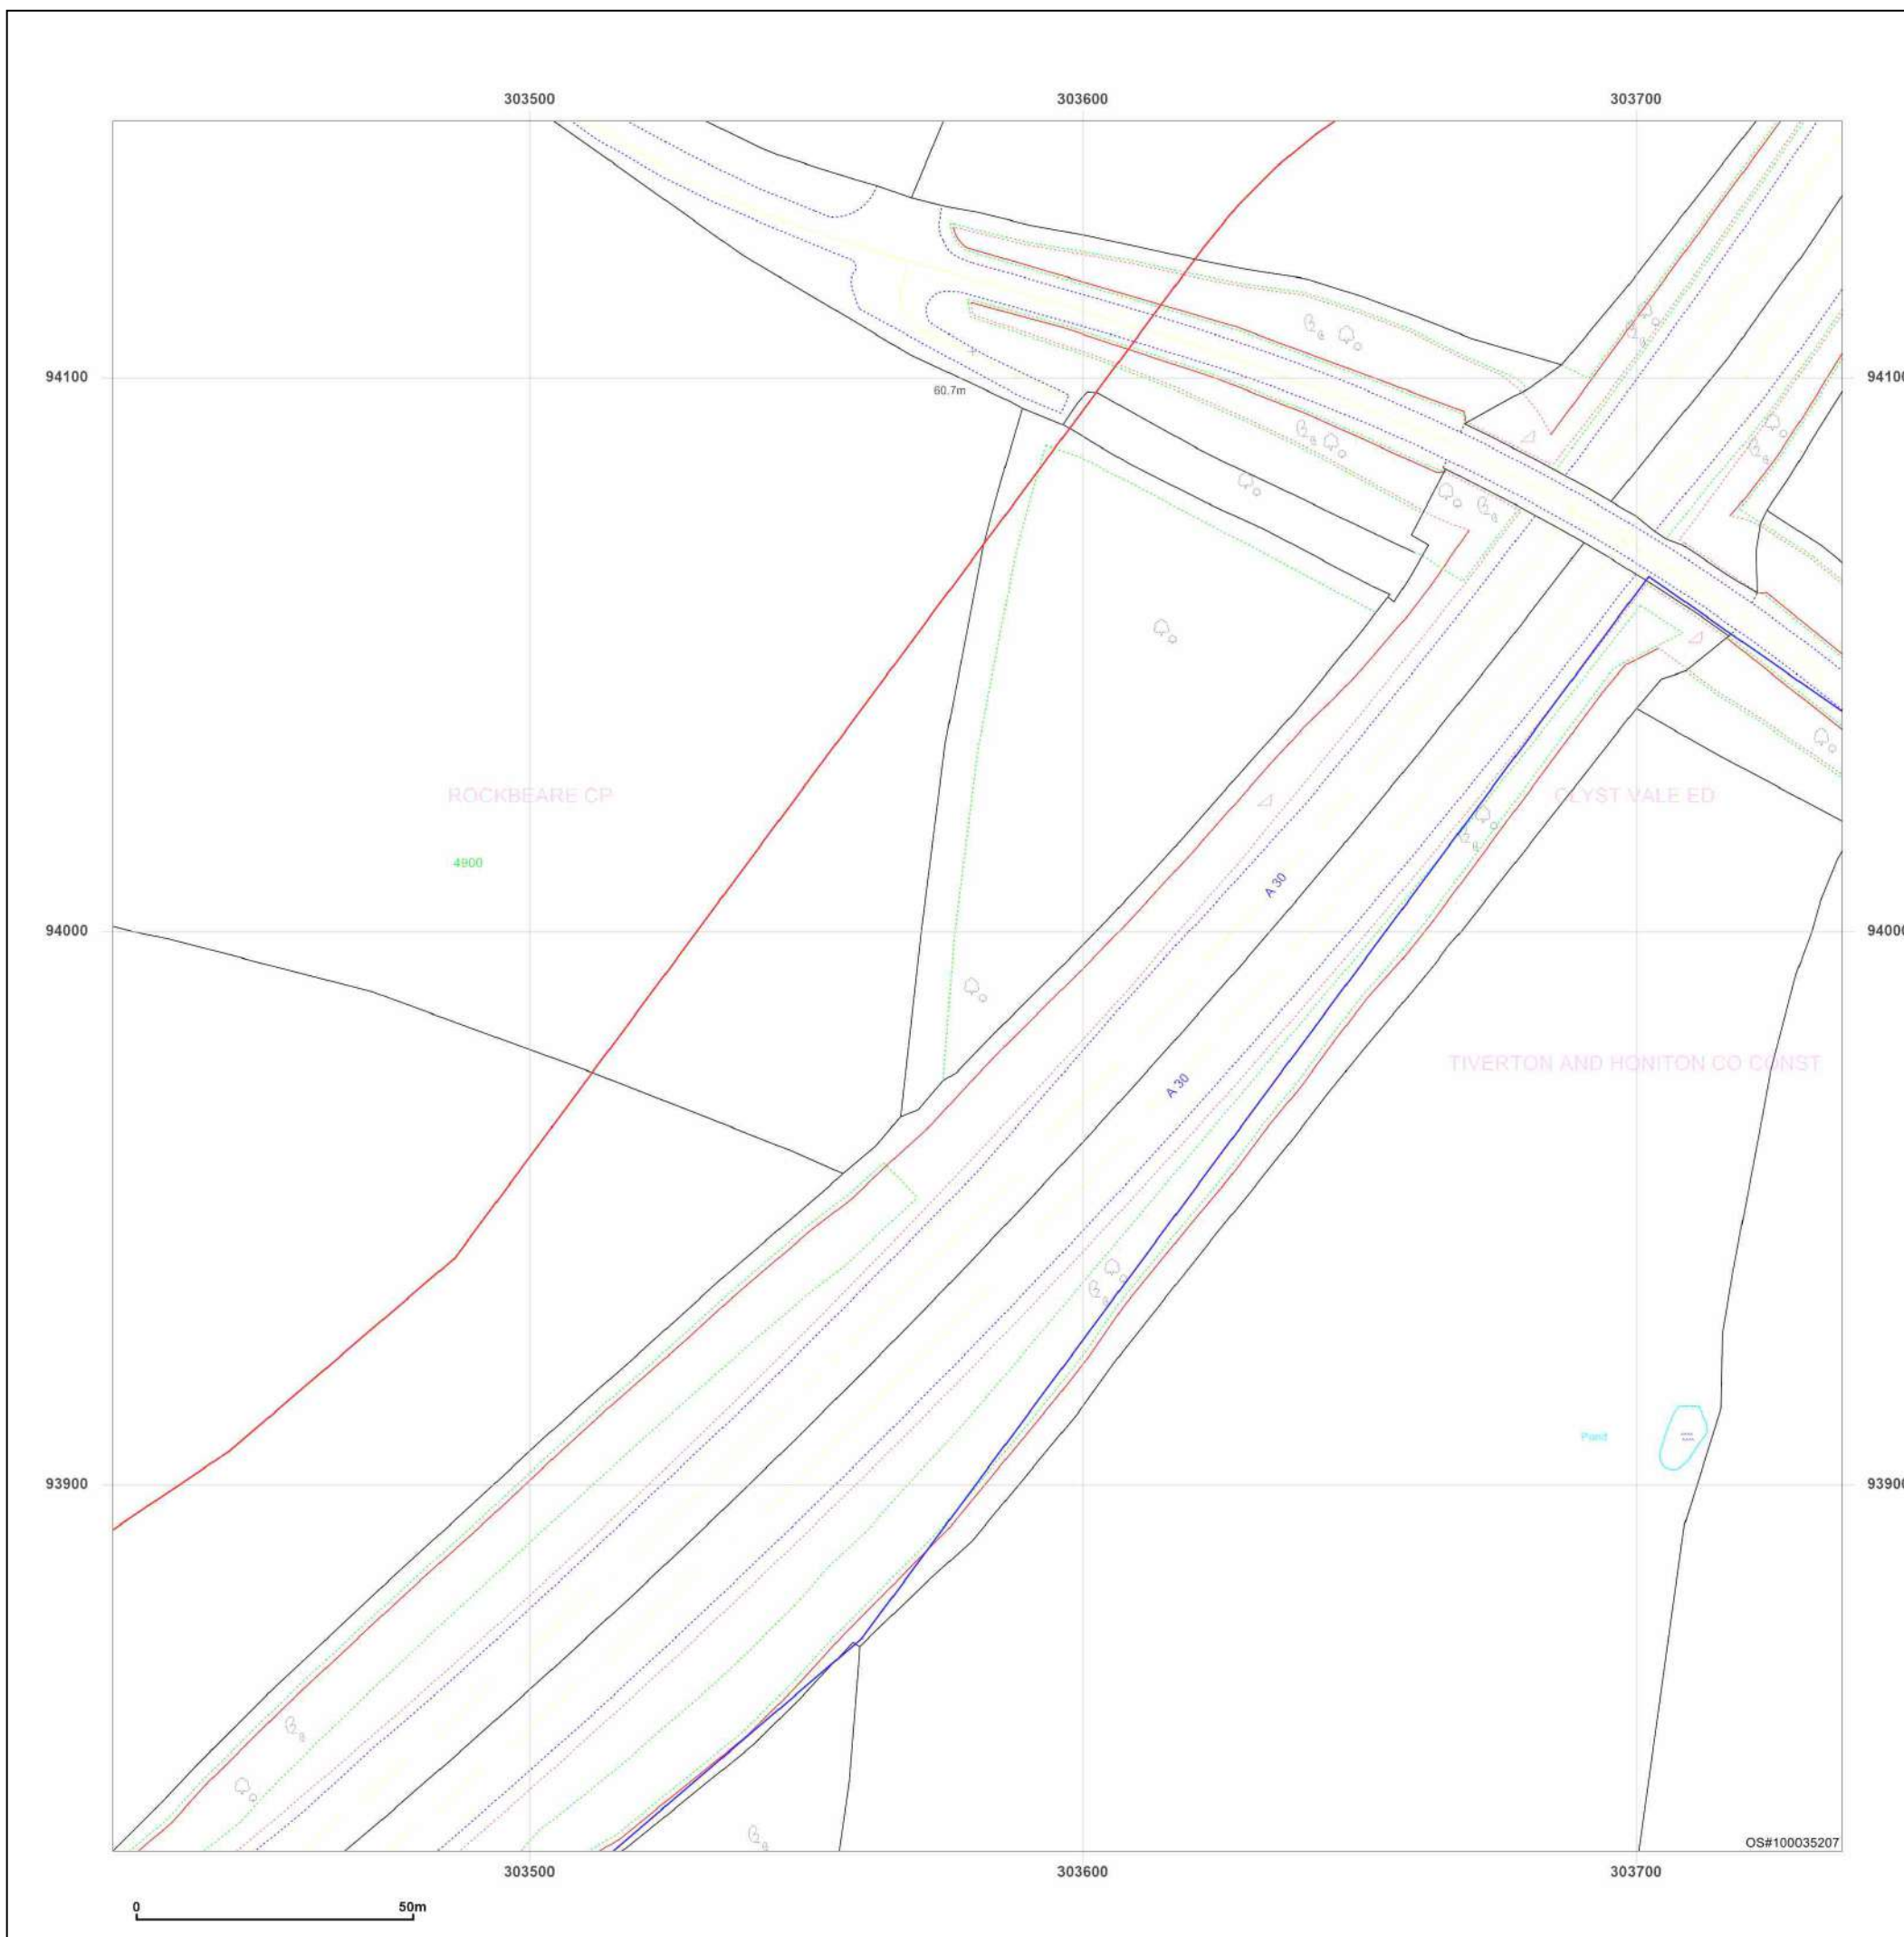 303500 303600 303700
94100 94100
60.7m
ROCKBEARE CP CLYST VALE ED
4900
A 30
94000 94000
TIVERTON AND HONITON CO CONST
A 30
Pond
93900 93900
OS#100035207
303500 303600 303700
0 50m